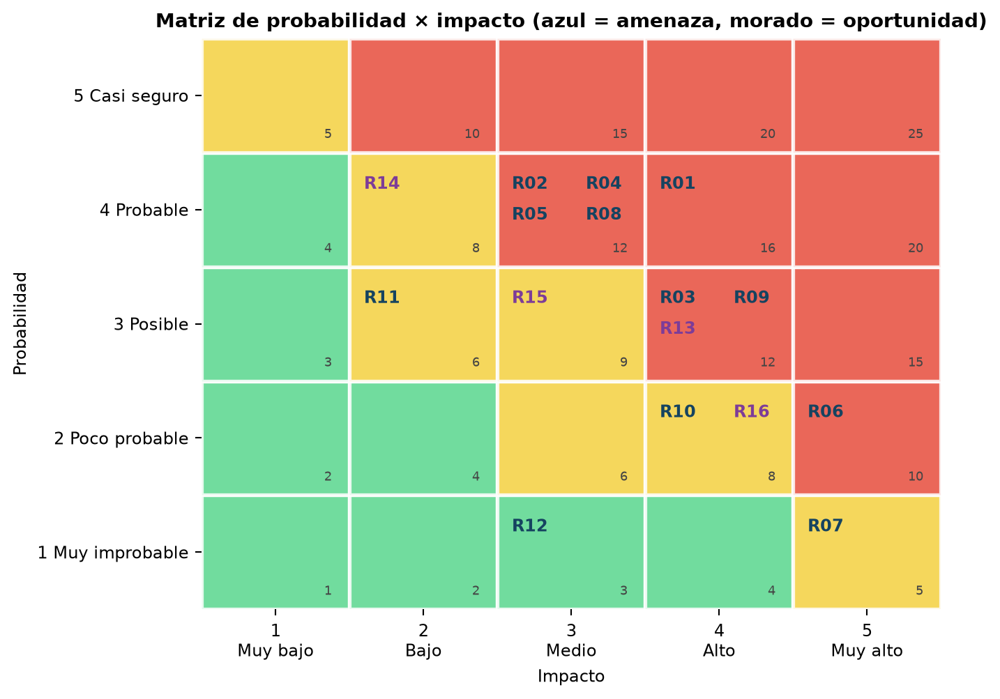 Matriz de probabilidad × impacto (azul = amenaza, morado = oportunidad)
Probabilidad
5 Casi seguro
5
10
15
20
25
4 Probable
R14
R02 R04
R01
R05 R08
4
8
12
16
20
3 Posible
R11
R15
R03 R09
R13
3
6
9
12
15
2 Poco probable
R10 R16
R06
2
4
6
8
10
1 Muy improbable
R12
R07
1
2
3
4
5
1
2
3
4
5
Muy bajo
Bajo
Medio
Alto
Muy alto
Impacto